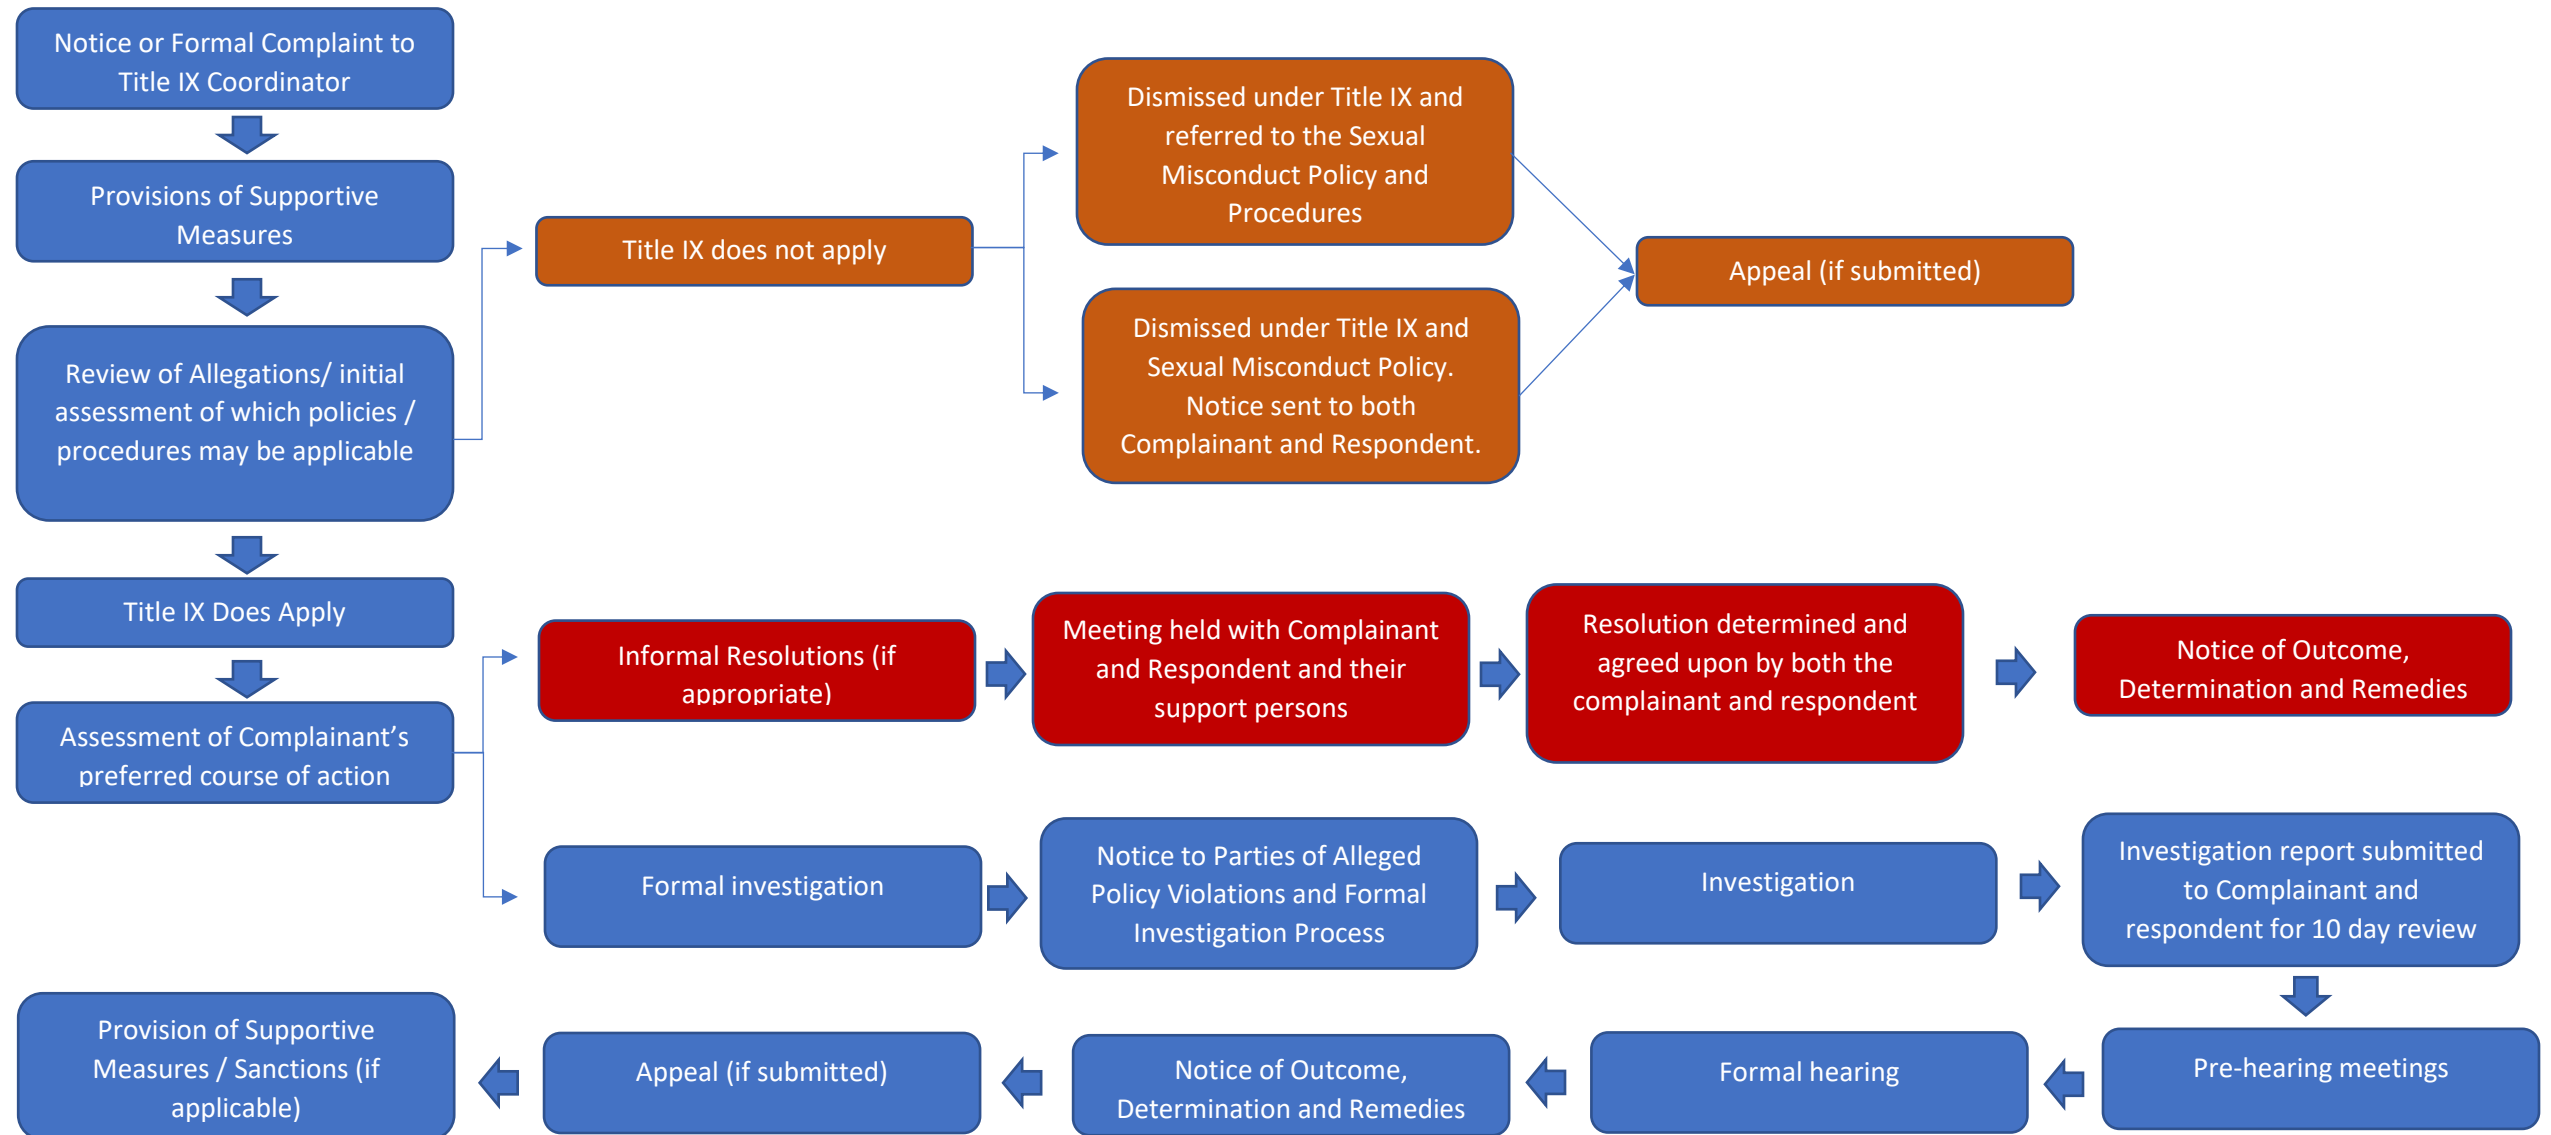 Notice or Formal Complaint to
Title IX Coordinator
Provisions of Supportive
Measures
Review of Allegations/ initial
assessment of which policies /
procedures may be applicable
Title IX does not apply
Dismissed under Title IX and
referred to the Sexual
Misconduct Policy and
Procedures
Dismissed under Title IX and
Sexual Misconduct Policy.
Notice sent to both
Complainant and Respondent.
Appeal (if submitted)
Title IX Does Apply
Assessment of Complainant’s
preferred course of action
Informal Resolutions (if
appropriate)
Meeting held with Complainant
and Respondent and their
support persons
Resolution determined and
agreed upon by both the
complainant and respondent
Notice of Outcome,
Determination and Remedies
Formal investigation
Notice to Parties of Alleged
Policy Violations and Formal
Investigation Process
Investigation
Investigation report submitted
to Complainant and
respondent for 10 day review
Pre-hearing meetings
Formal hearing
Notice of Outcome,
Determination and Remedies
Appeal (if submitted)
Provision of Supportive
Measures / Sanctions (if
applicable)